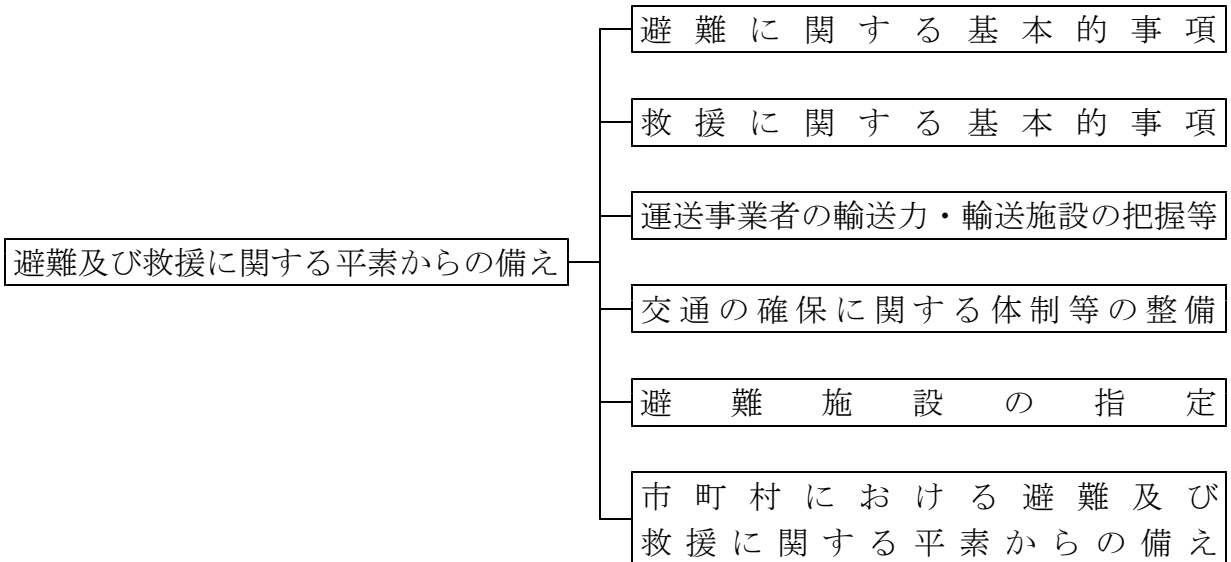 避難に関する基本的事項
救援に関する基本的事項
運送事業者の輸送力・輸送施設の把握等
避難及び救援に関する平素からの備え
交通の確保に関する体制等の整備
避難施設の指定
市町村における避難及び
救援に関する平素からの備え